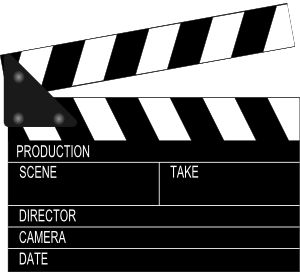 PRODUCTION
SCENE TAKE
DIRECTOR
CAMERA
DATE